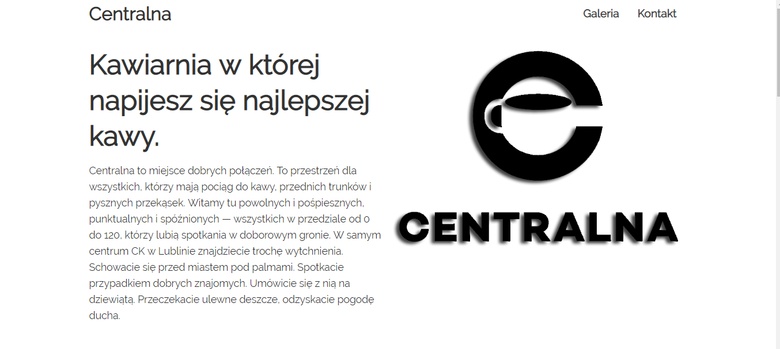 Centralna
Galeria Kontakt
Kawiarnia w której
napijesz się najlepszej
kawy.
Centralna to miejsce dobrych połączeń. To przestrzeń dla
wszystkich, którzy mają pociąg do kawy, przednich trunków i
pysznych przekąsek. Witamy tu powolnych i pośpiesznych,
punktualnych i spóźnionych — wszystkich w przedziale od 0
do 120, którzy lubią spotkania w doborowym gronie. W samym
centrum CK w Lublinie znajdziecie trochę wytchnienia.
Schowacie się przed miastem pod palmami. Spotkacie
przypadkiem dobrych znajomych. Umówicie się z nią na
dziewiątą. Przeczekacie ulewne deszcze, odzyskacie pogodę
ducha.
CENTRALNA